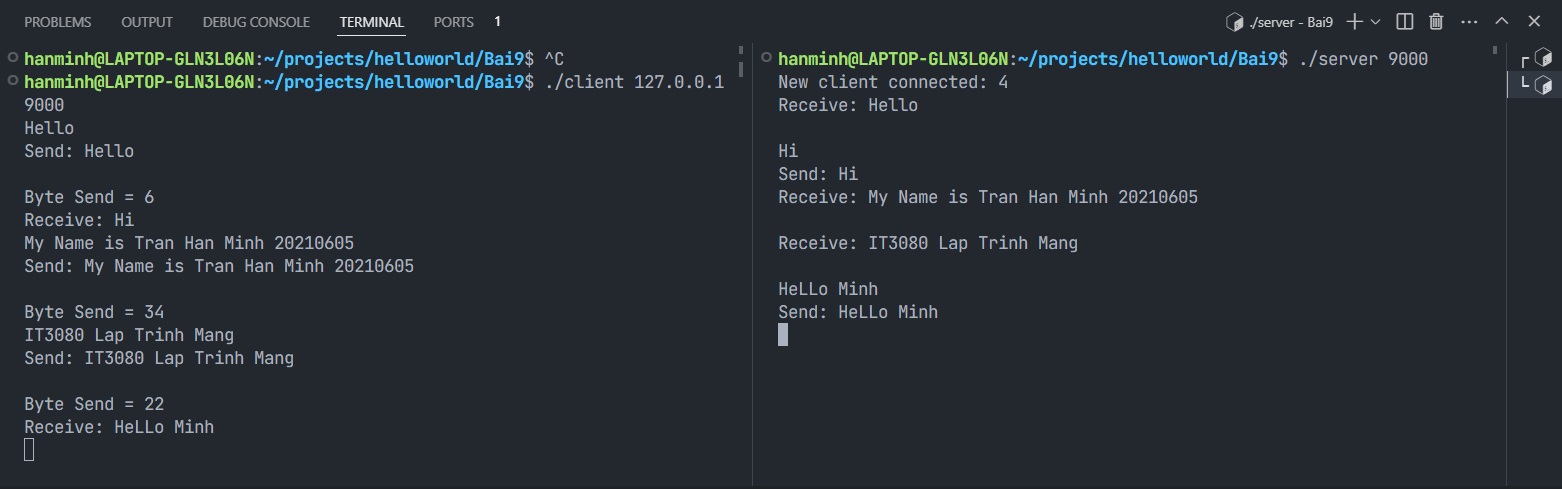 PROBLEMS OUTPUT DEBUG CONSOLE TERMINAL PORTS 1
./server - Bai9
hanminh@LAPTOP-GLN3L06N:~/projects/helloworld/Bai9$ ^C
hanminh@LAPTOP-GLN3L06N:~/projects/helloworld/Bai9$ ./client 127.0.0.1
9000
Hello
Send: Hello
Byte Send = 6
Receive: Hi
My Name is Tran Han Minh 20210605
Send: My Name is Tran Han Minh 20210605
Byte Send = 34
IT3080 Lap Trinh Mang
Send: IT3080 Lap Trinh Mang
Byte Send = 22
Receive: HeLLo Minh
hanminh@LAPTOP-GLN3L06N:~/projects/helloworld/Bai9$ ./server 9000
New client connected: 4
Receive: Hello
Hi
Send: Hi
Receive: My Name is Tran Han Minh 20210605
Receive: IT3080 Lap Trinh Mang
HeLLo Minh
Send: HeLLo Minh